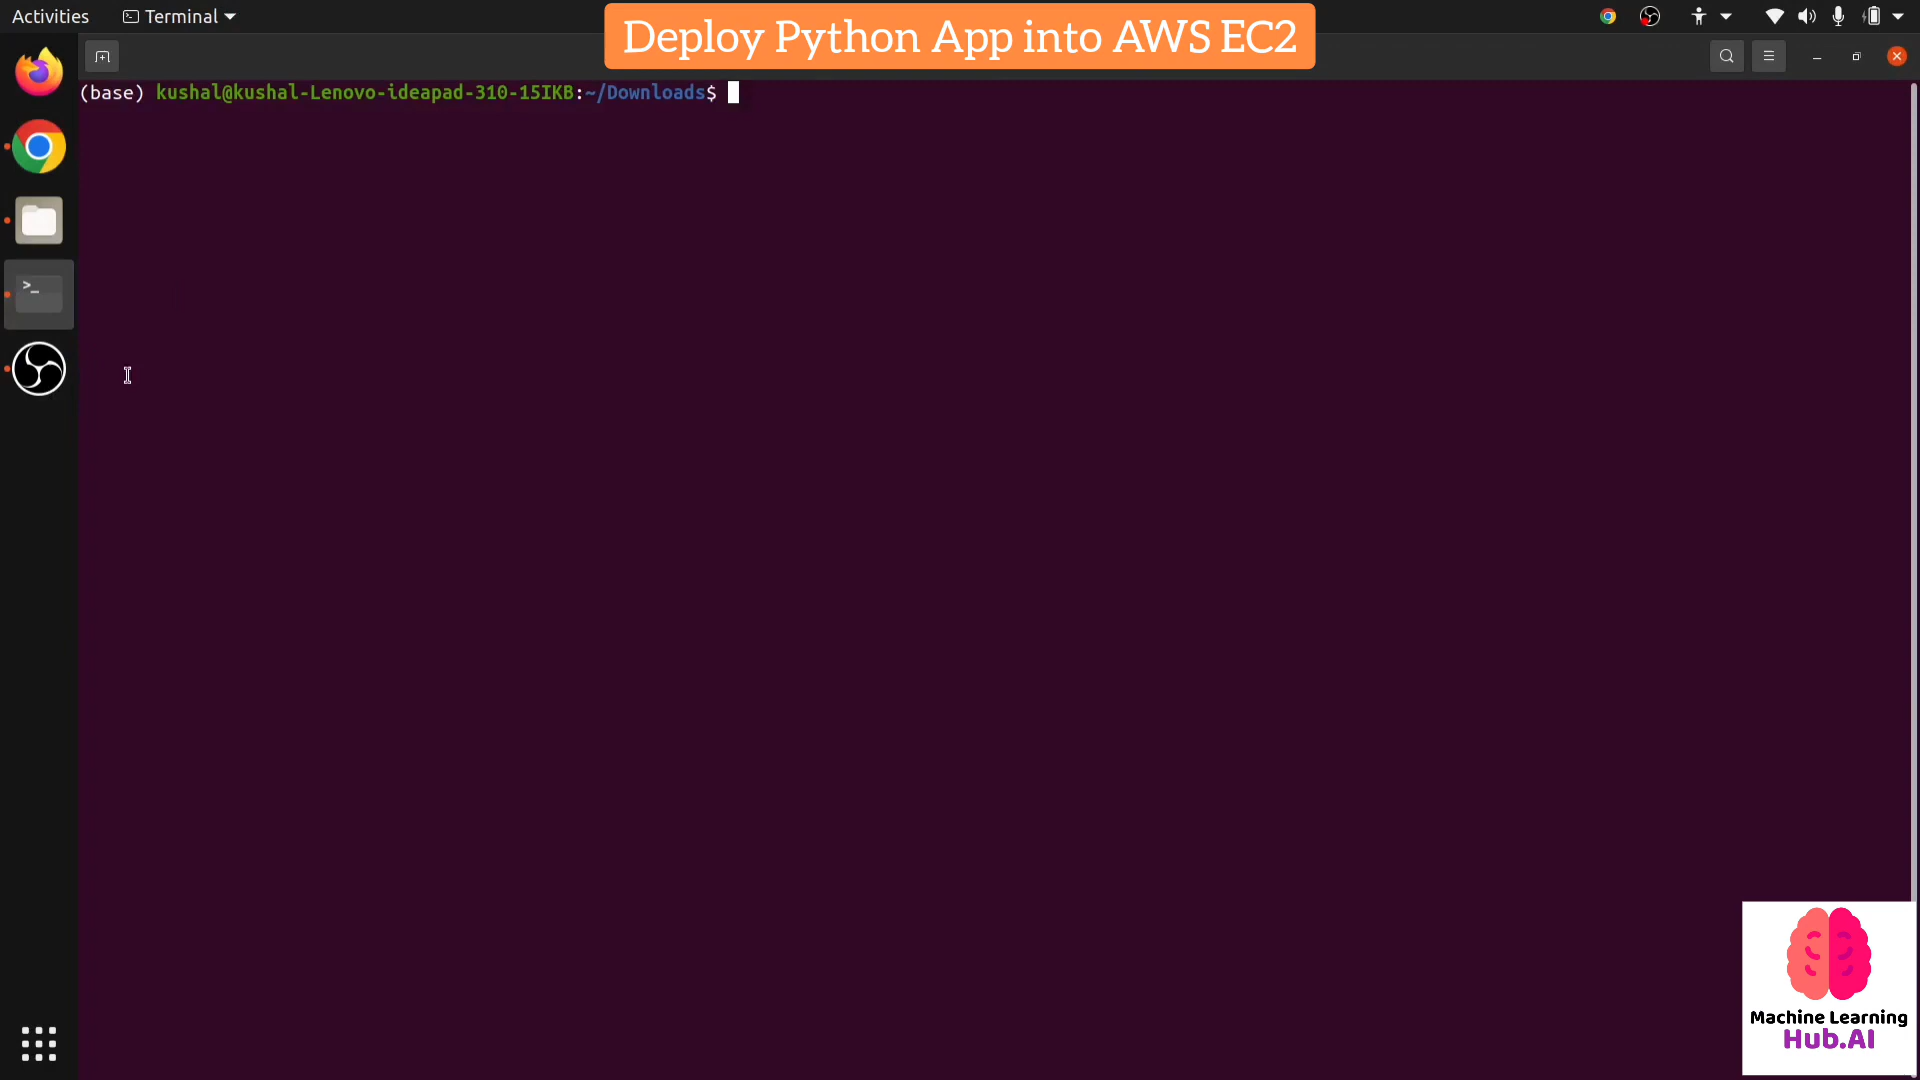 Activities
Terminal
Deploy Python App into AWS EC2
(base) kushal@kushal-Lenovo-ideapad-310-15IKB:~/Downloads$
>_
Machine Learning
Hub.AI